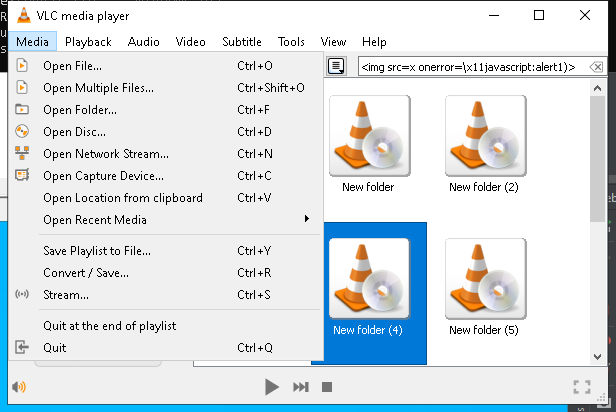 VLC media player
Media Playback Audio Video Subtitle Tools View Help
<img src=x onerror=\x11javascript:alert1)>
Open File... Ctrl+O
Open Multiple Files... Ctrl+Shift+O
Open Folder... Ctrl+F
Open Disc... Ctrl+D
Open Network Stream... Ctrl+N
Open Capture Device... Ctrl+C
Open Location from clipboard Ctrl+V
Open Recent Media
Save Playlist to File... Ctrl+Y
Convert / Save... Ctrl+R
Stream... Ctrl+S
Quit at the end of playlist
Quit Ctrl+Q
New folder New folder (2)
New folder (4) New folder (5)